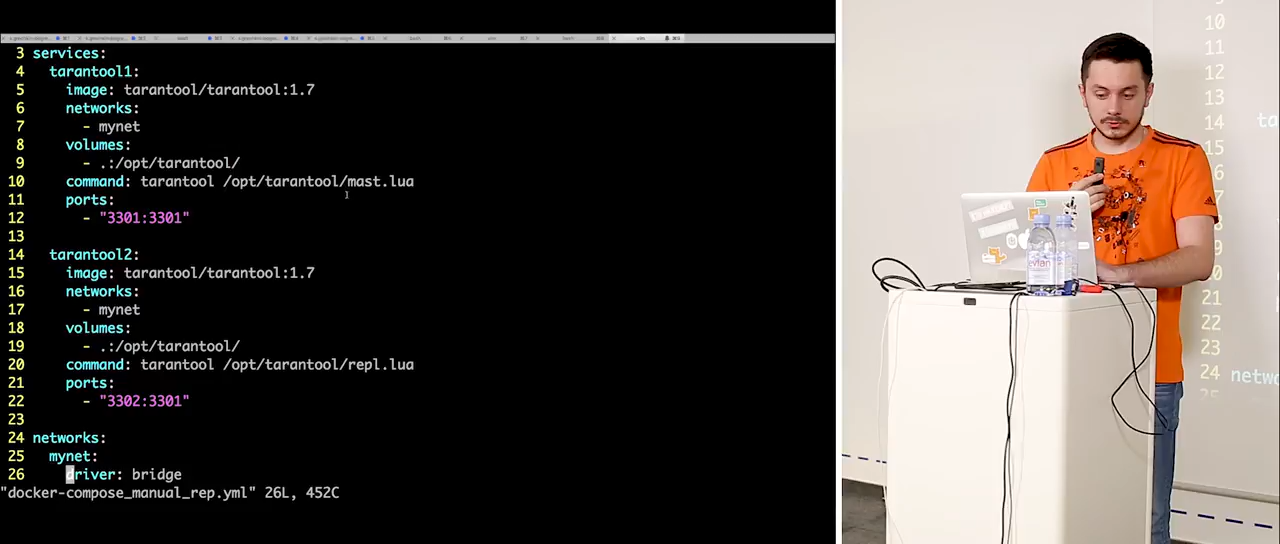 3 services:
4 tarantool1:
5 image: tarantool/tarantool:1.7
6 networks:
7 - mynet
8 volumes:
9 - .:/opt/tarantool/
10 command: tarantool /opt/tarantool/mast.lua
11 ports:
12 - "3301:3301"
13
14 tarantool2:
15 image: tarantool/tarantool:1.7
16 networks:
17 - mynet
18 volumes:
19 - .:/opt/tarantool/
20 command: tarantool /opt/tarantool/repl.lua
21 ports:
22 - "3302:3301"
23
24 networks:
25 mynet:
26 driver: bridge
"docker-compose_manual_rep.yml" 26L, 452C
10
11
12
13
14 ta
15
21
22
23
24 netwo
evian
adidas